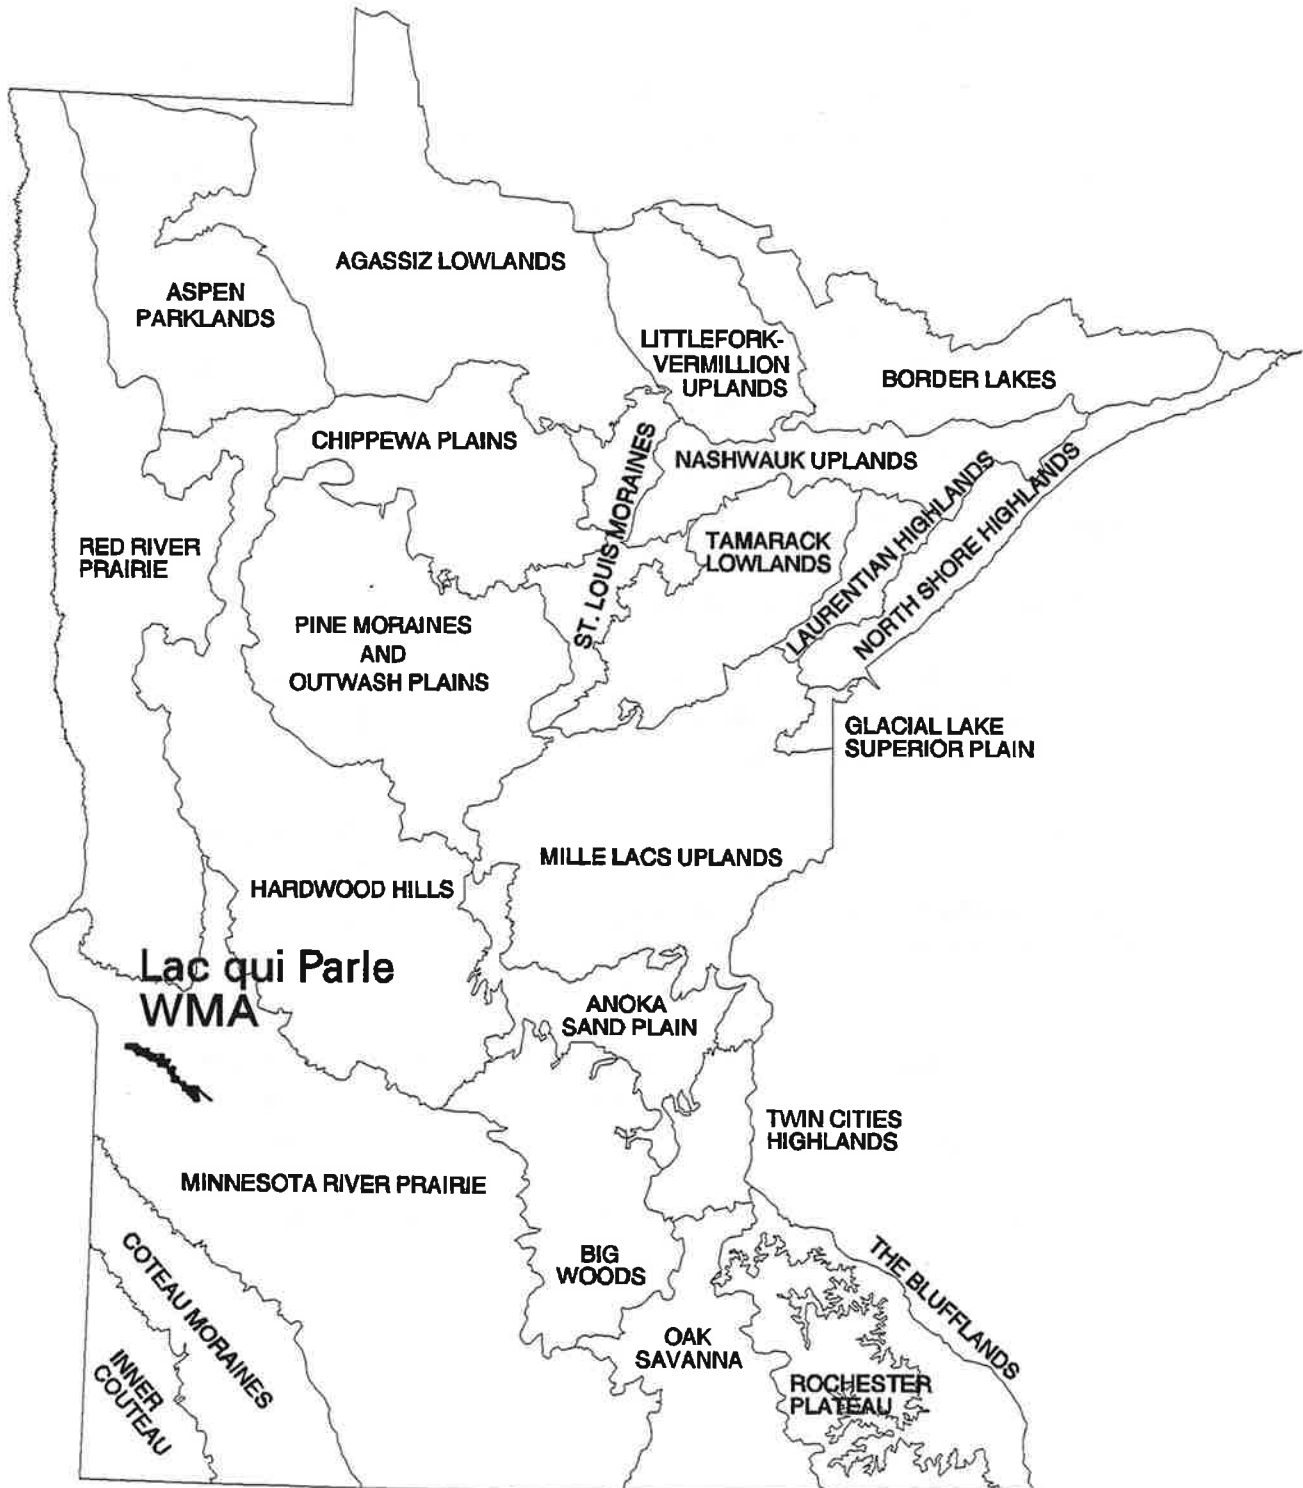 AGASSIZ LOWLANDS
ASPEN
PARKLANDS
LITTLEFORK-
VERMILLION
UPLANDS
BORDER LAKES
CHIPPEWA PLAINS
ST. LOUIS MORAINES
NASHWAUK UPLANDS
LAURENTIAN HIGHLANDS
NORTH SHORE HIGHLANDS
RED RIVER
PRAIRIE
TAMARACK
LOWLANDS
PINE MORAINES
AND
OUTWASH PLAINS
GLACIAL LAKE
SUPERIOR PLAIN
MILLE LACS UPLANDS
HARDWOOD HILLS
Lac qui Parle
WMA
ANOKA
SAND PLAIN
TWIN CITIES
HIGHLANDS
MINNESOTA RIVER PRAIRIE
COTEAU MORAINES
BIG
WOODS
THE BLUFFLANDS
OAK
SAVANNA
INNER
COUTEAU
ROCHESTER
PLATEAU